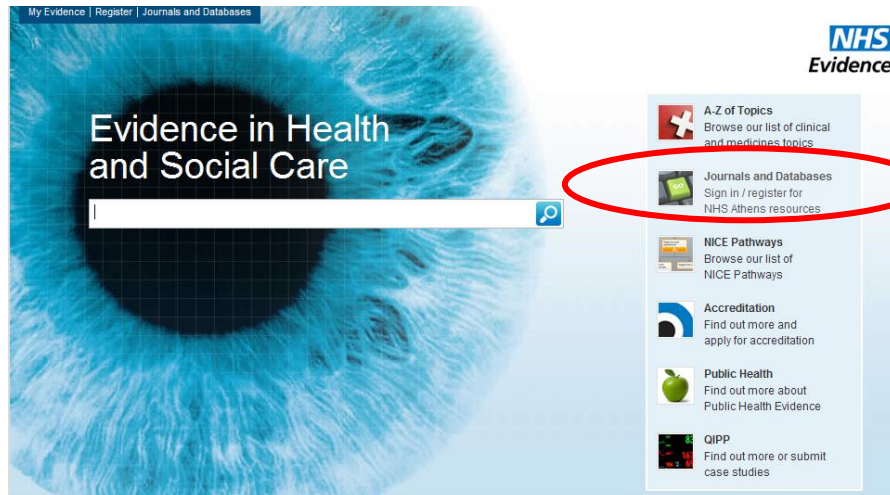 My Evidence | Register | Journals and Databases
NHS
Evidence
Evidence in Health
and Social Care
A-Z of Topics
Browse our list of clinical
and medicines topics
Journals and Databases
Sign in / register for
NHS Athens resources
NICE Pathways
Browse our list of
NICE Pathways
Accreditation
Find out more and
apply for accreditation
Public Health
Find out more about
Public Health Evidence
QIPP
Find out more or submit
case studies